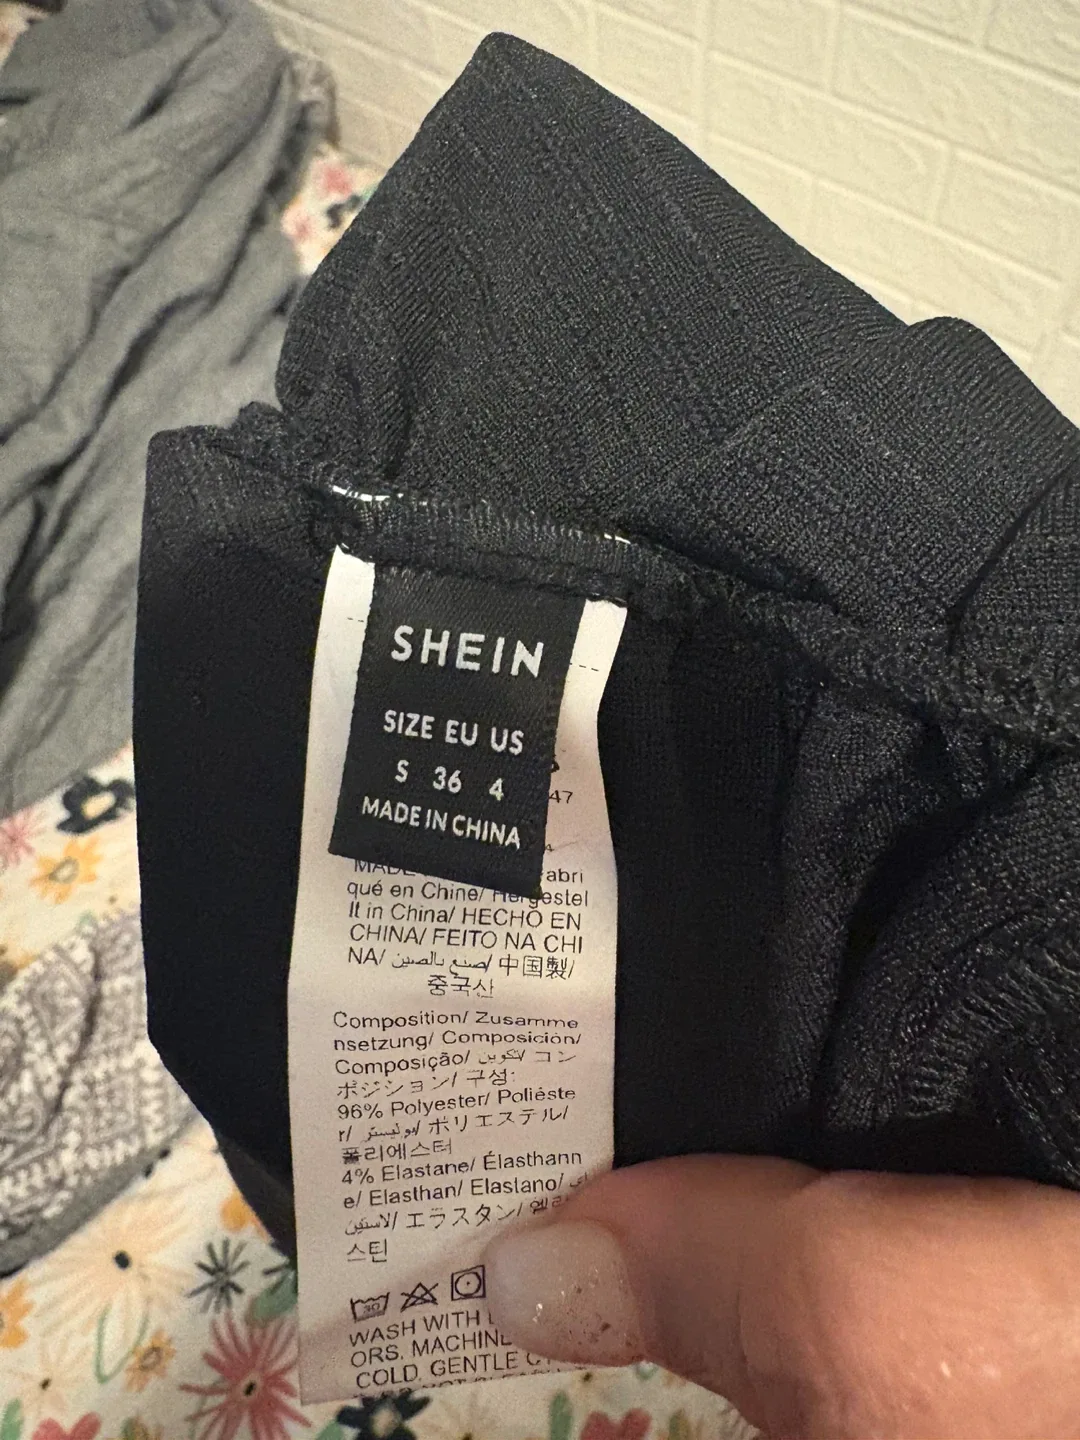 SHEIN
SIZE EU US
S 36 4
MADE IN CHINA
47
MADE abri
qué en Chine/ Hergestel
lt in China/ HECHO EN
CHINA/ FEITO NA CHI
NA/ صنع بالصين/ 中国製/
중국산
Composition/ Zusamme
nsetzung/ Composición/
Composição/ تكوين/ コン
ポジション/ 구성:
96% Polyester/ Poliéste
r/ بوليستر/ ポリエステル/
폴리에스터
4% Elastane/ Élasthann
e/ Elasthan/ Elastano/
الاستين/ エラスタン/
스틴
30
WASH WITH
ORS. MACHINE
COLD. GENTLE